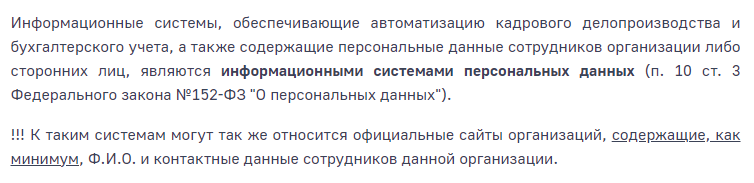 Информационные системы, обеспечивающие автоматизацию кадрового делопроизводства и
бухгалтерского учета, а также содержащие персональные данные сотрудников организации либо
сторонних лиц, являются информационными системами персональных данных (п. 10 ст. 3
Федерального закона №152-ФЗ "О персональных данных").
!!! К таким системам могут так же относится официальные сайты организаций, содержащие, как
минимум, Ф.И.О. и контактные данные сотрудников данной организации.